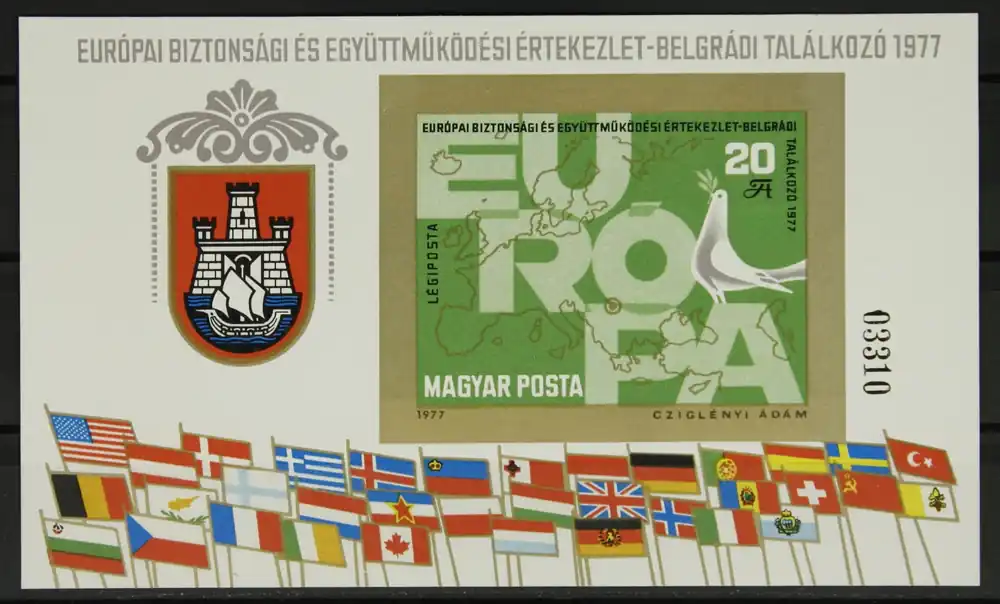 EURÓPAI BIZTONSÁGI ÉS EGYÜTTMŰKÖDÉSI ÉRTEKEZLET-BELGRÁDI TALÁLKOZÓ 1977
EURÓPAI BIZTONSÁGI ÉS EGYÜTTMŰKÖDÉSI ÉRTEKEZLET-BELGRÁDI
TALÁLKOZÓ 1977
20 Ft
EU
RÓ
PA
LÉGIPOSTA
MAGYAR POSTA
1977
CZIGLÉNYI ÁDÁM
03310